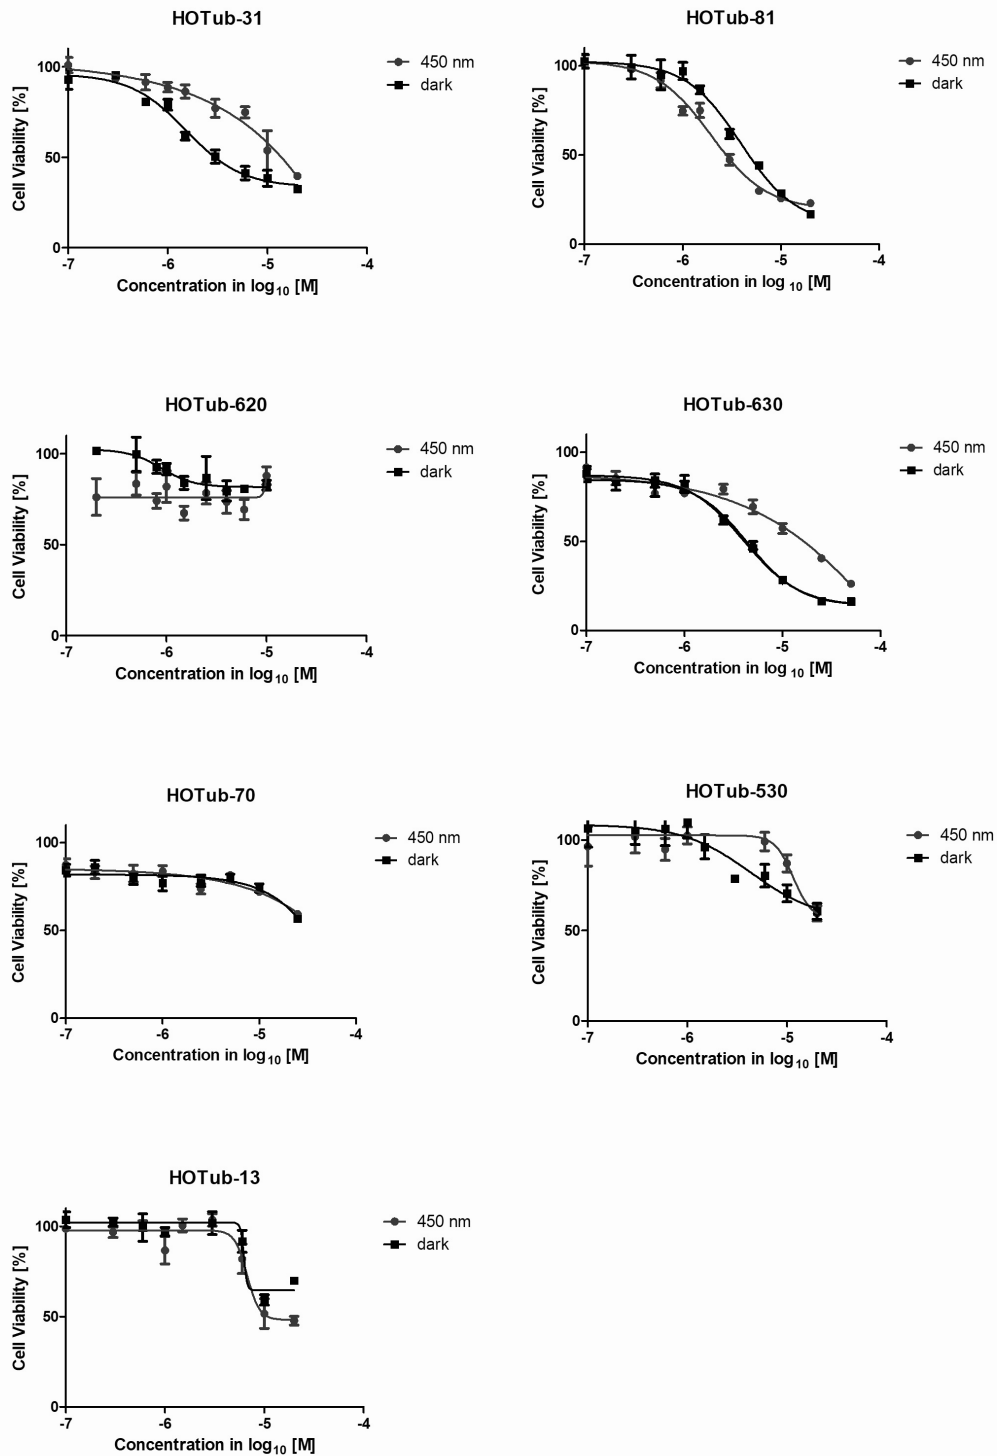 HOTub-31
100
50
0
-7 -6 -5 -4
Cell Viability [%]
Concentration in log10 [M]
450 nm
dark
HOTub-81
100
50
0
-7 -6 -5 -4
Cell Viability [%]
Concentration in log10 [M]
450 nm
dark
HOTub-620
100
50
0
-7 -6 -5 -4
Cell Viability [%]
Concentration in log10 [M]
450 nm
dark
HOTub-630
100
50
0
-7 -6 -5 -4
Cell Viability [%]
Concentration in log10 [M]
450 nm
dark
HOTub-70
100
50
0
-7 -6 -5 -4
Cell Viability [%]
Concentration in log10 [M]
450 nm
dark
HOTub-530
100
50
0
-7 -6 -5 -4
Cell Viability [%]
Concentration in log10 [M]
450 nm
dark
HOTub-13
100
50
0
-7 -6 -5 -4
Cell Viability [%]
Concentration in log10 [M]
450 nm
dark